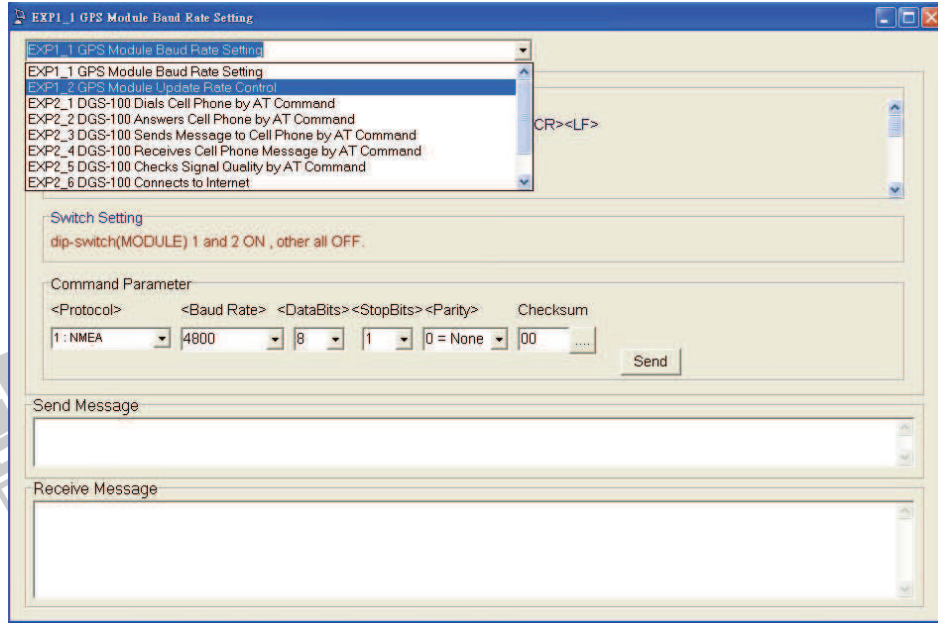 EXP1_1 GPS Module Baud Rate Setting
EXP1_1 GPS Module Baud Rate Setting
EXP1_1 GPS Module Baud Rate Setting
EXP1_2 GPS Module Update Rate Control
EXP2_1 DGS-100 Dials Cell Phone by AT Command
EXP2_2 DGS-100 Answers Cell Phone by AT Command
CR><LF>
EXP2_3 DGS-100 Sends Message to Cell Phone by AT Command
EXP2_4 DGS-100 Receives Cell Phone Message by AT Command
EXP2_5 DGS-100 Checks Signal Quality by AT Command
EXP2_6 DGS-100 Connects to Internet
Switch Setting
dip-switch(MODULE) 1 and 2 ON , other all OFF.
Command Parameter
<Protocol> <Baud Rate> <DataBits><StopBits><Parity> Checksum
1 : NMEA 4800 8 1 0 = None 00 ....
Send
Send Message
Receive Message